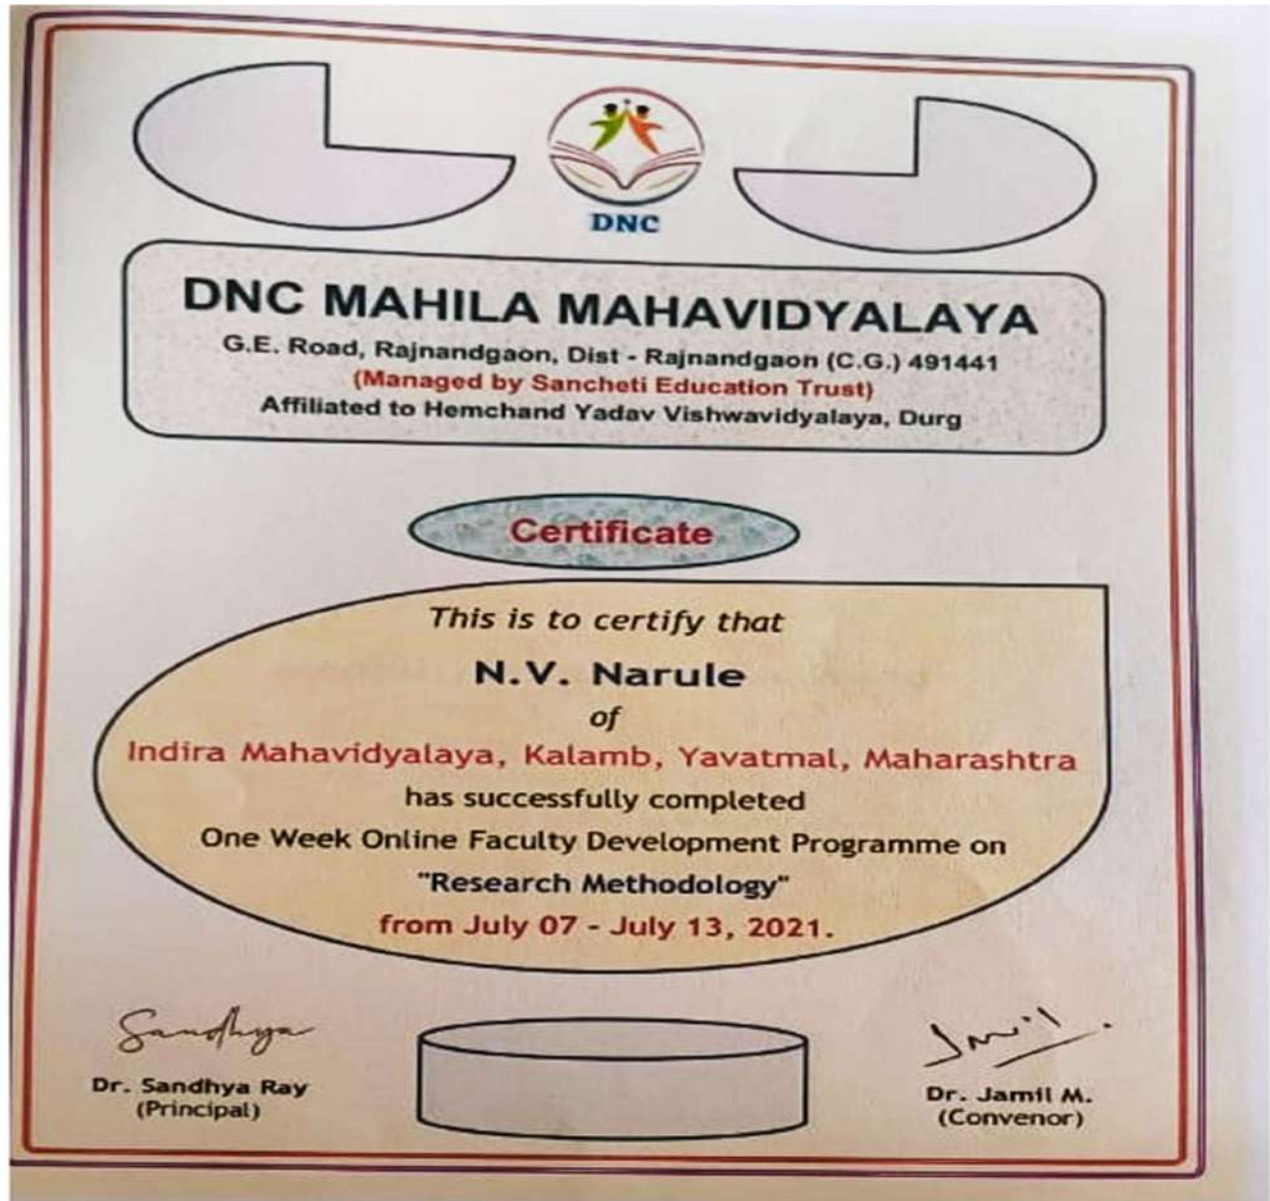 DNC
DNC MAHILA MAHAVIDYALAYA
G.E. Road, Rajnandgaon, Dist - Rajnandgaon (C.G.) 491441
(Managed by Sancheti Education Trust)
Affiliated to Hemchand Yadav Vishwavidyalaya, Durg
Certificate
This is to certify that
N.V. Narule
of
Indira Mahavidyalaya, Kalamb, Yavatmal, Maharashtra
has successfully completed
One Week Online Faculty Development Programme on
"Research Methodology"
from July 07 - July 13, 2021.
Sandhya
Jamil
Dr. Sandhya Ray
(Principal)
Dr. Jamil M.
(Convenor)